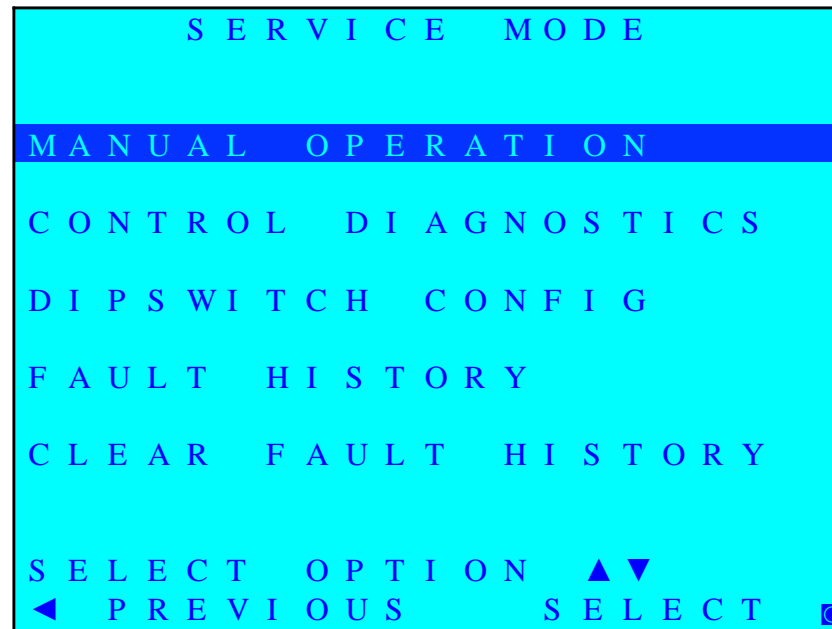 SERVICE MODE
MANUAL OPERATION
CONTROL DIAGNOSTICS
DIPSWITCH CONFIG
FAULT HISTORY
CLEAR FAULT HISTORY
SELECT OPTION ▲▼
◄ PREVIOUS SELECT